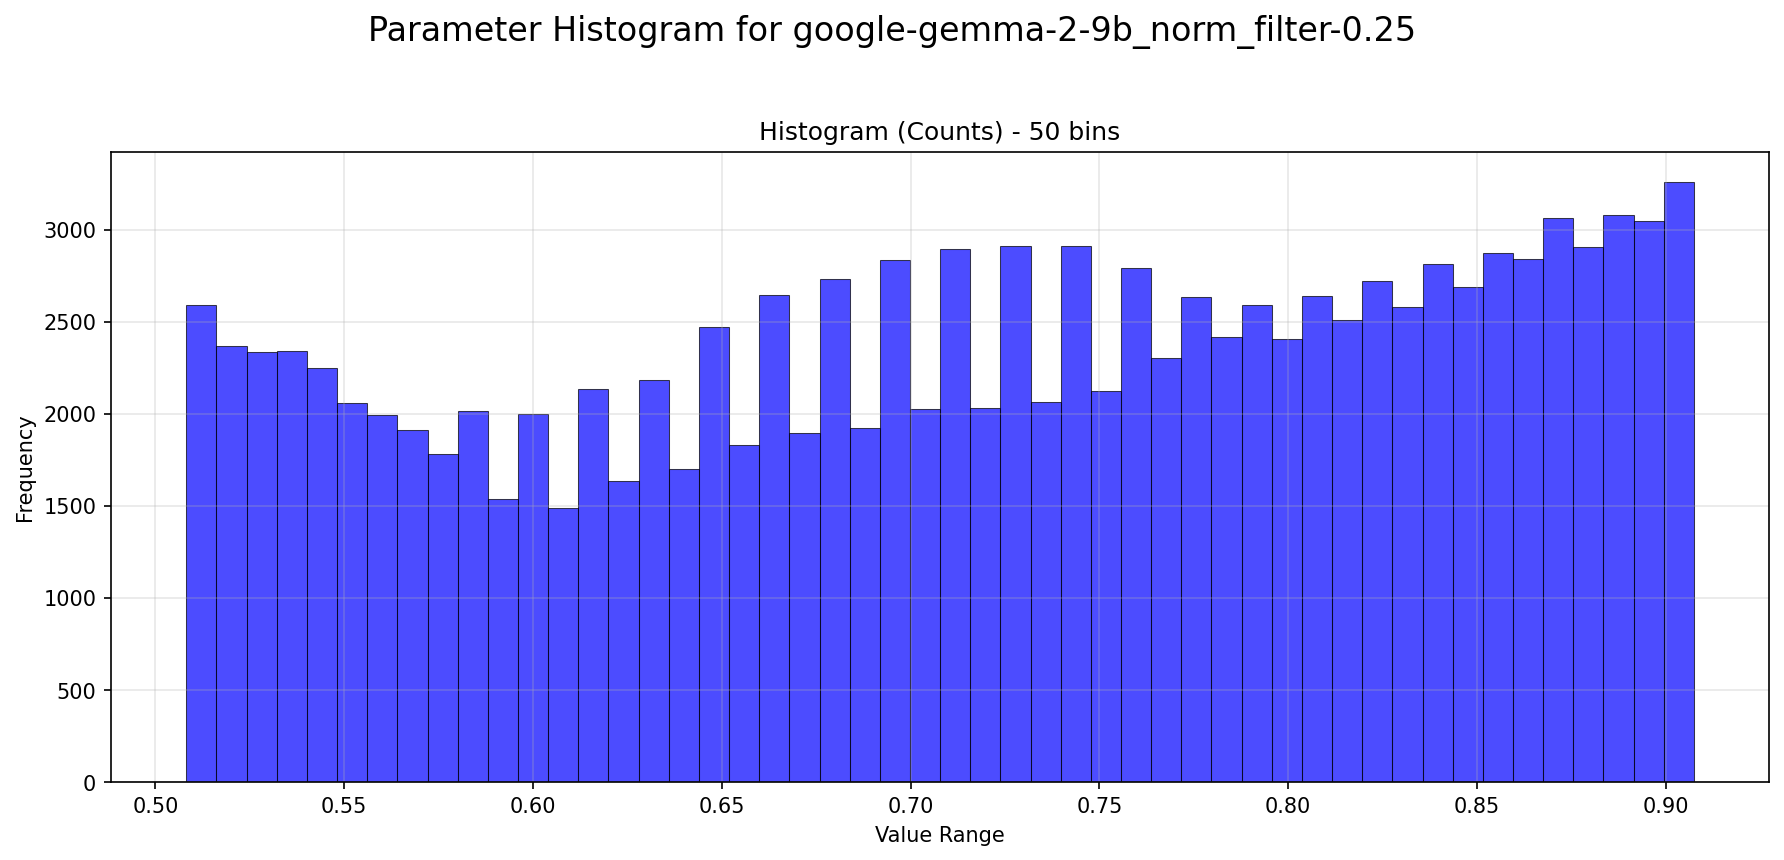 Parameter Histogram for google-gemma-2-9b_norm_filter-0.25
Histogram (Counts) - 50 bins
Frequency
3000
2500
2000
1500
1000
500
0
0.50 0.55 0.60 0.65 0.70 0.75 0.80 0.85 0.90
Value Range